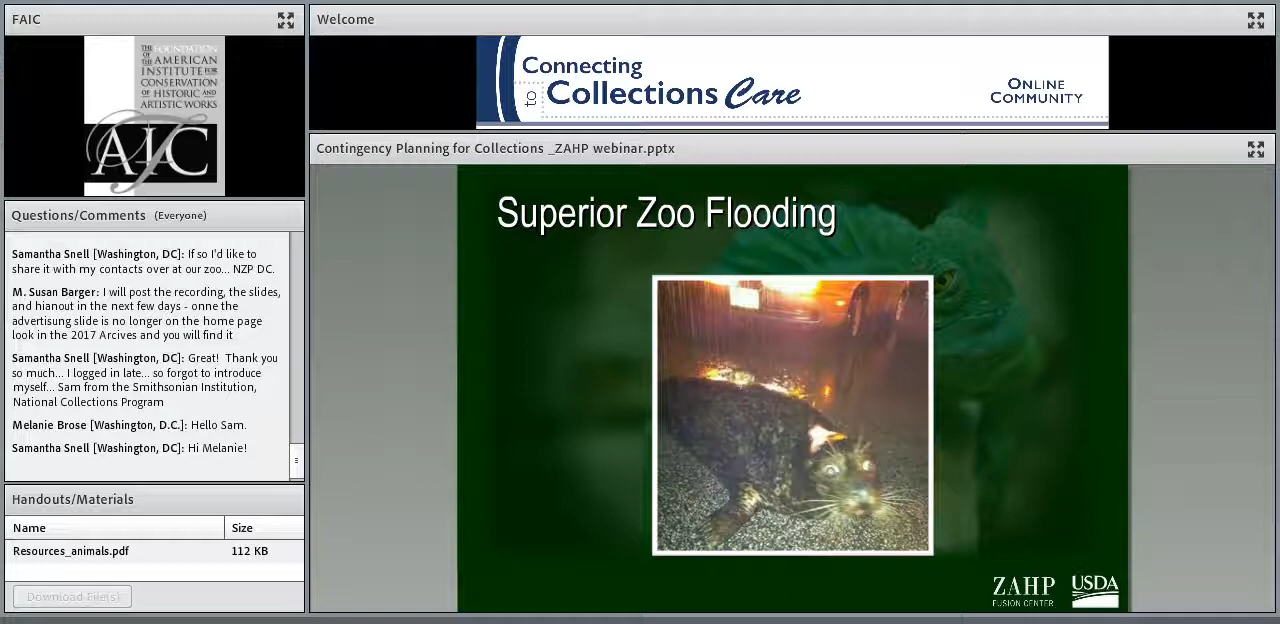 FAIC
THE FOUNDATION
OF THE AMERICAN
INSTITUTE FOR
CONSERVATION
OF HISTORIC AND
ARTISTIC WORKS
AIC
Questions/Comments (Everyone)
Samantha Snell [Washington, DC]: If so I'd like to
share it with my contacts over at our zoo... NZP DC.
M. Susan Barger: I will post the recording, the slides,
and hianout in the next few days - onne the
advertisung slide is no longer on the home page
look in the 2017 Arcives and you will find it
Samantha Snell [Washington, DC]: Great! Thank you
so much... I logged in late... so forgot to introduce
myself... Sam from the Smithsonian Institution,
National Collections Program
Melanie Brose [Washington, D.C.]: Hello Sam.
Samantha Snell [Washington, DC]: Hi Melanie!
Handouts/Materials
Name Size
Resources_animals.pdf 112 KB
Download File(s)
Welcome
Connecting
to Collections Care
ONLINE
COMMUNITY
Contingency Planning for Collections _ZAHP webinar.pptx
Superior Zoo Flooding
ZAHP
FUSION CENTER
USDA